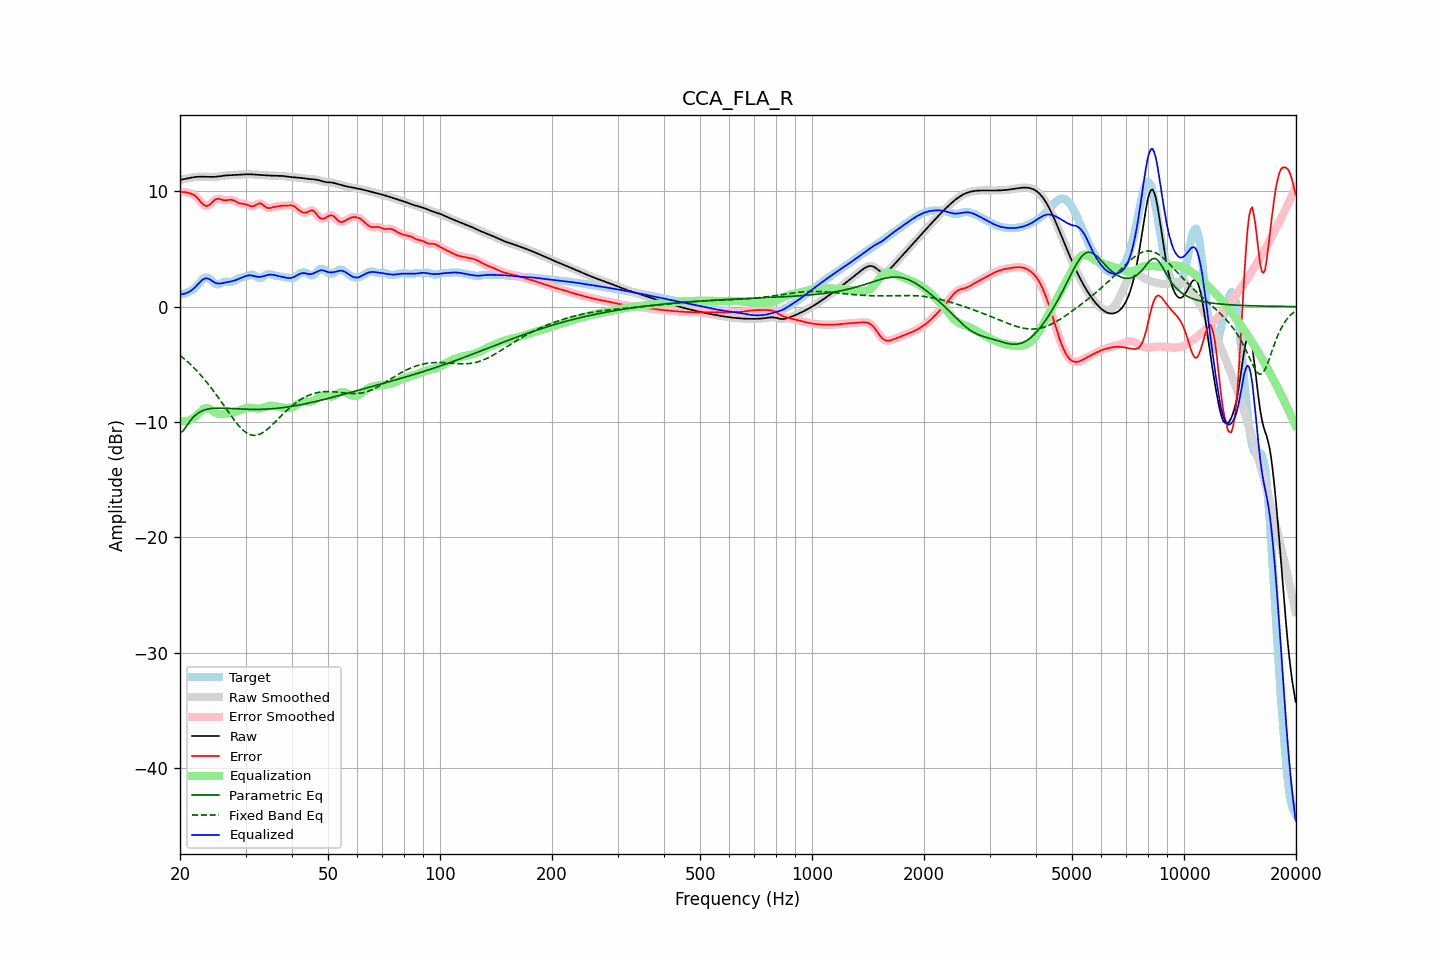 CCA_FLA_R
Amplitude (dBr)
10
0
−10
−20
−30
−40
Target
Raw Smoothed
Error Smoothed
Raw
Error
Equalization
Parametric Eq
Fixed Band Eq
Equalized
20 50 100 200 500 1000 2000 5000 10000 20000
Frequency (Hz)